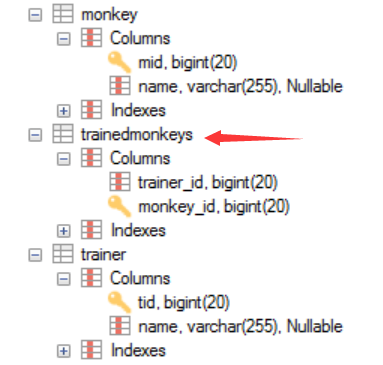 monkey
Columns
mid, bigint(20)
name, varchar(255), Nullable
Indexes
trainedmonkeys
Columns
trainer_id, bigint(20)
monkey_id, bigint(20)
Indexes
trainer
Columns
tid, bigint(20)
name, varchar(255), Nullable
Indexes